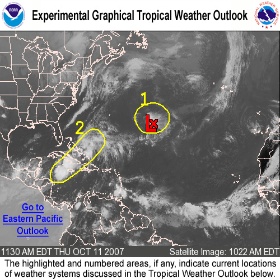 Experimental Graphical Tropical Weather Outlook
1
2
Go to
Eastern Pacific
Outlook
1130 AM EDT THU OCT 11 2007 Satellite Image: 1022 AM EDT
The highlighted and numbered areas, if any, indicate current locations
of weather systems discussed in the Tropical Weather Outlook below.